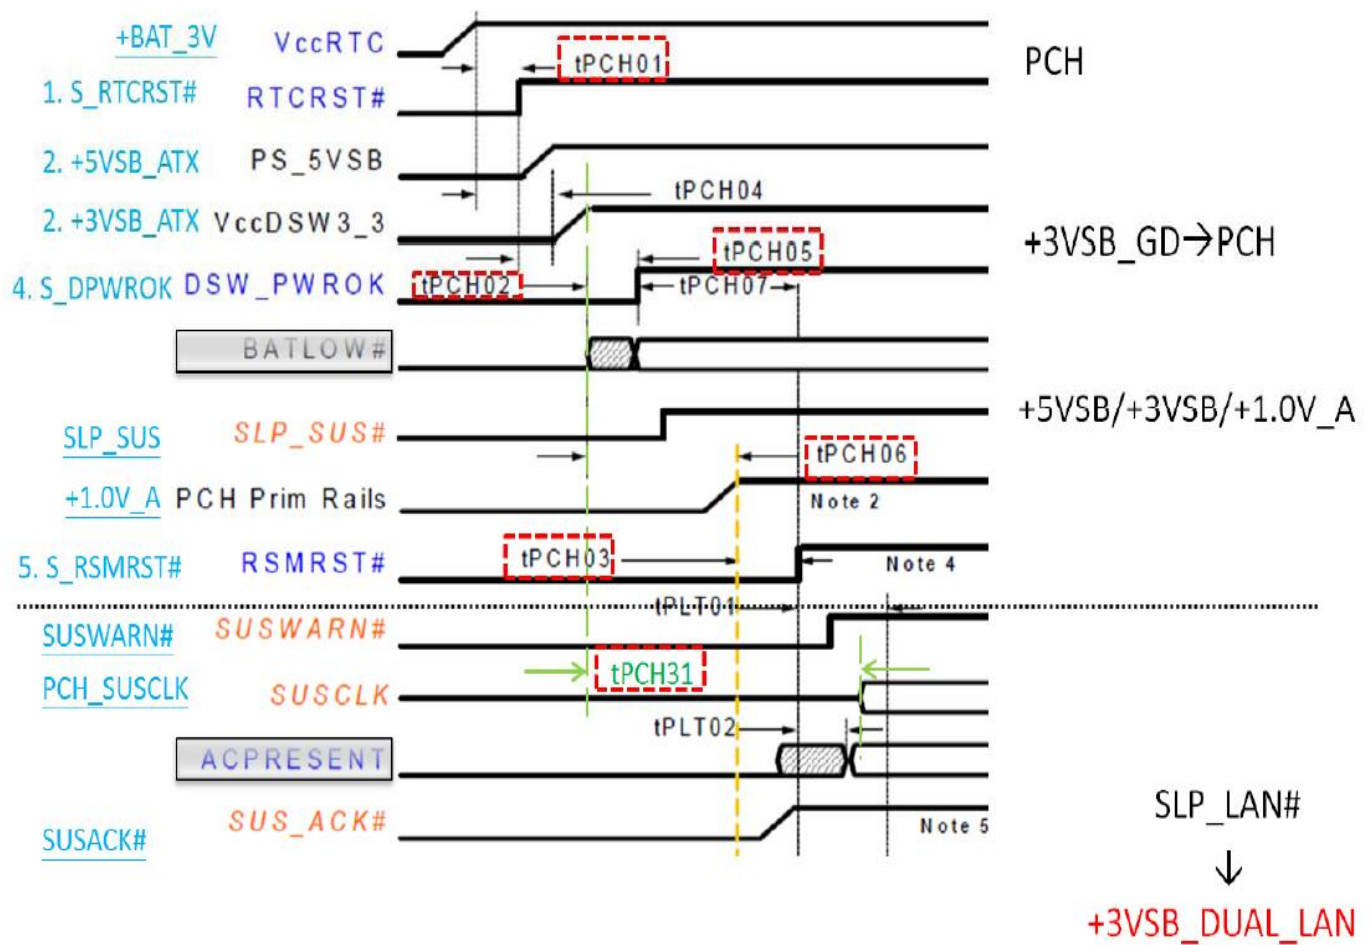 +BAT_3V VccRTC tPCH01 PCH
1. S_RTCRST# RTCRST#
2. +5VSB_ATX PS_5VSB
tPCH04
2. +3VSB_ATX VccDSW3_3
tPCH05 +3VSB_GD→PCH
4. S_DPWROK DSW_PWROK tPCH02 tPCH07
BATLOW#
+5VSB/+3VSB/+1.0V_A
SLP_SUS SLP_SUS#
tPCH06
+1.0V_A PCH Prim Rails Note 2
5. S_RSMRST# RSMRST# tPCH03 Note 4
tPLT01
SUSWARN# SUSWARN#
tPCH31
PCH_SUSCLK SUSCLK
tPLT02
ACPRESENT
SLP_LAN#
SUSACK# SUS_ACK# Note 5
↓
+3VSB_DUAL_LAN